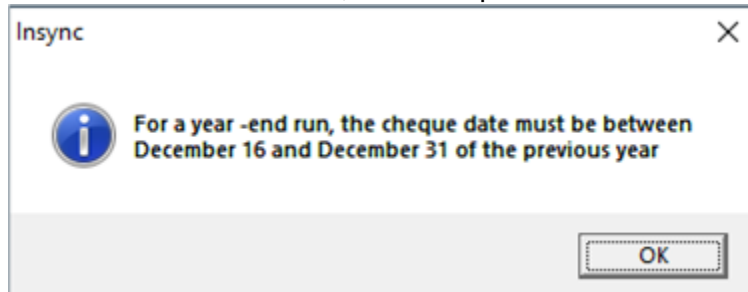 Insync
For a year -end run, the cheque date must be between
December 16 and December 31 of the previous year
OK